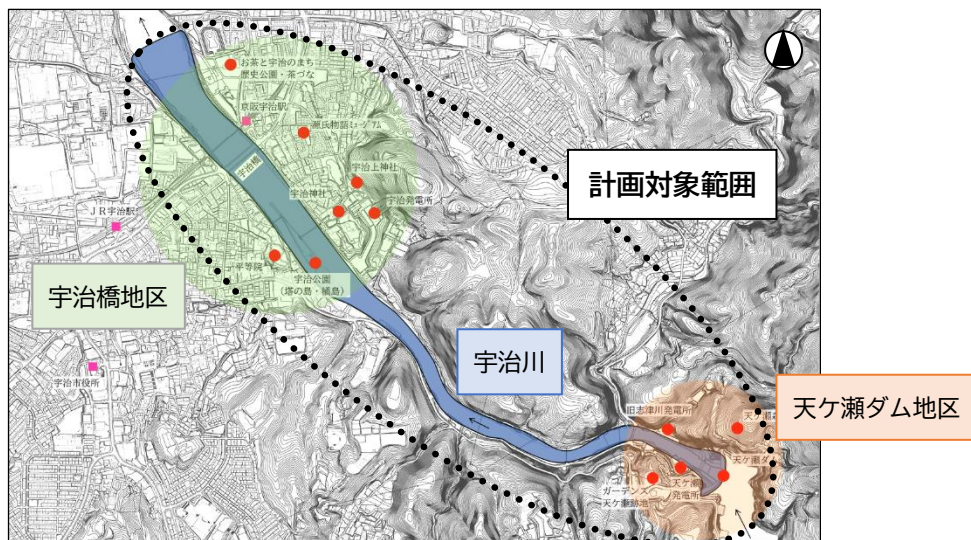 お茶と宇治のまち
歴史公園・茶づな
京阪宇治駅
源氏物語ミュージアム
計画対象範囲
宇治橋
宇治上神社
宇治神社
宇治発電所
JR宇治駅
平等院
宇治公園
(塔の島・橘島)
宇治橋地区
宇治川
宇治市役所
天ケ瀬ダム地区
旧志津川発電所
天ケ瀬ダム
天ケ瀬
発電所
ガーデンズ
天ケ瀬跡地